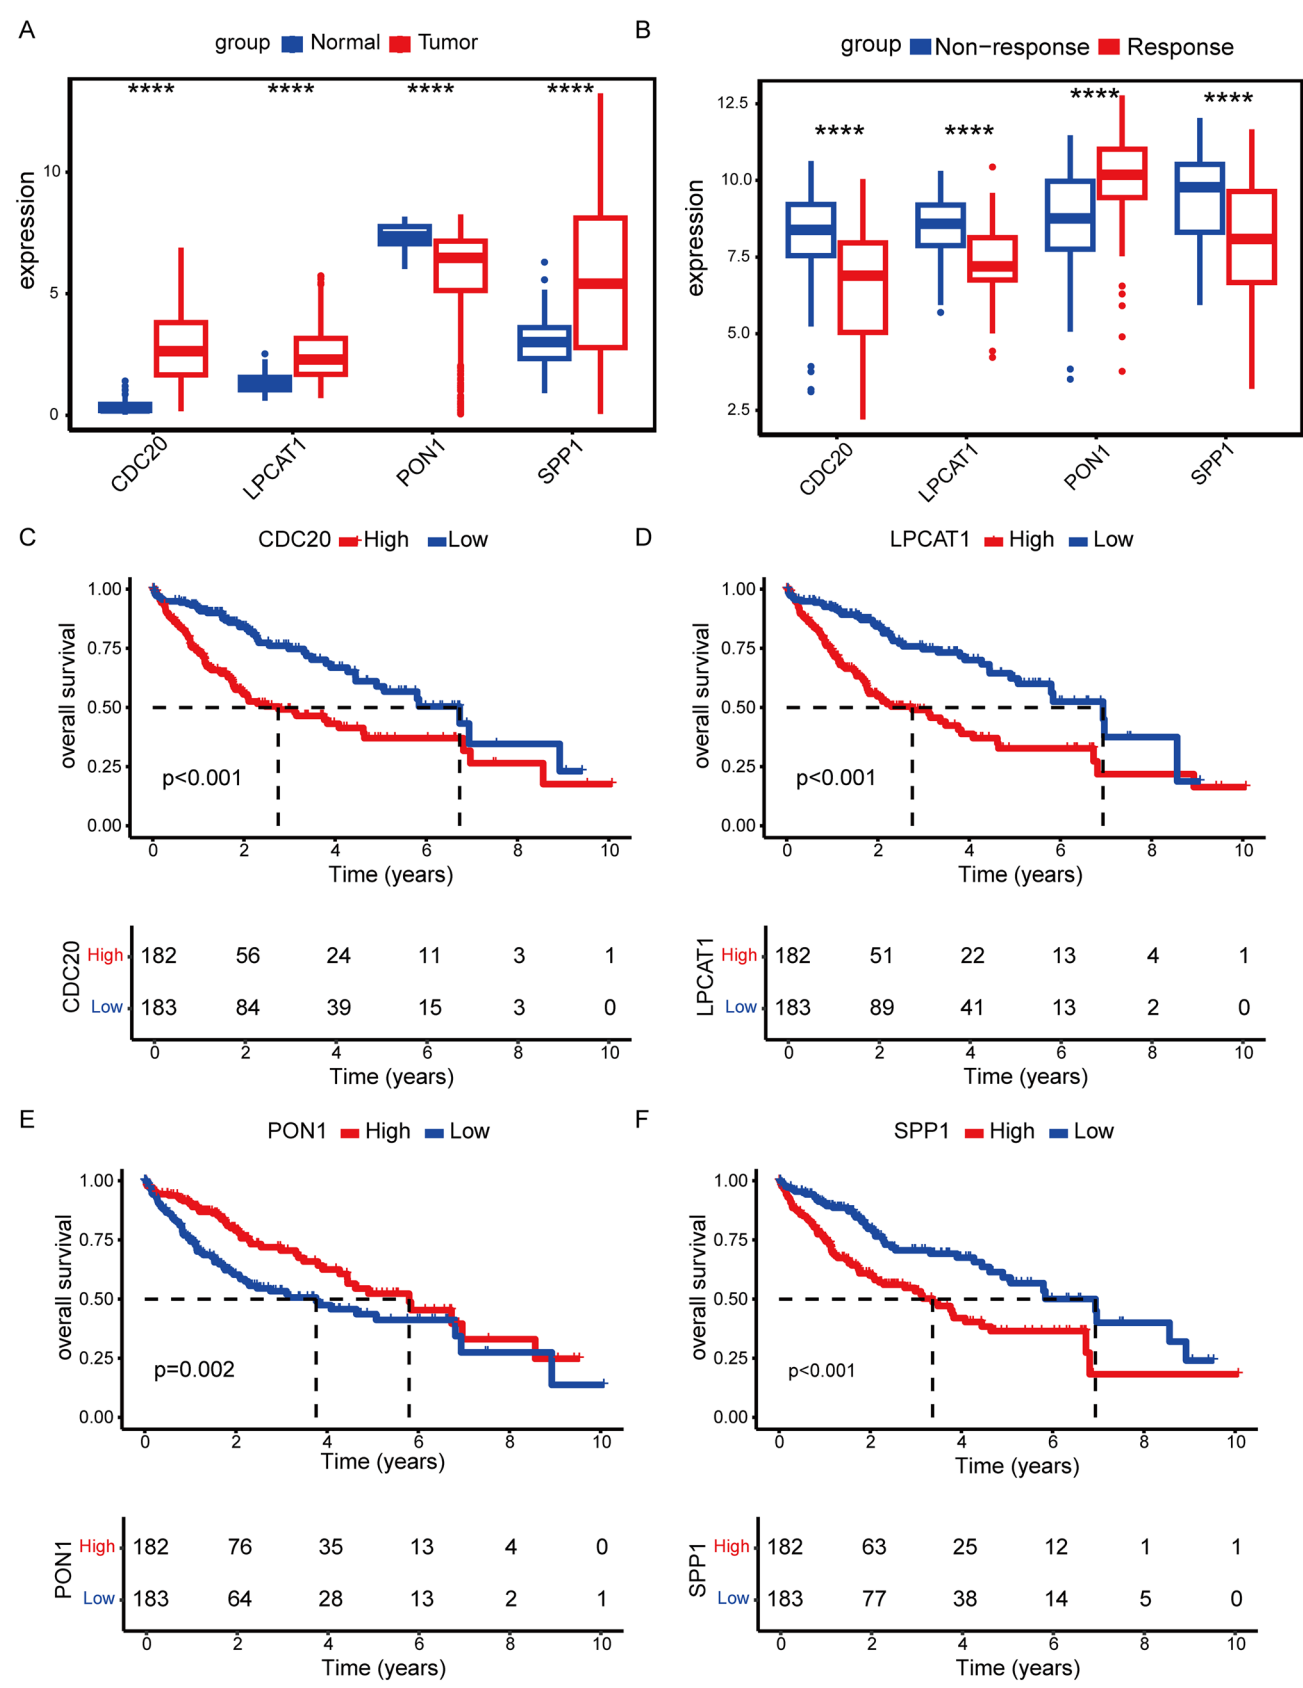 A
group Normal Tumor
**** **** **** ****
expression
10
5
0
CDC20 LPCAT1 PON1 SPP1
B
group Non−response Response
**** **** **** ****
expression
12.5
10.0
7.5
5.0
2.5
CDC20 LPCAT1 PON1 SPP1
C
CDC20 High Low
overall survival
1.00
0.75
0.50
0.25
0.00
p<0.001
0 2 4 6 8 10
Time (years)
CDC20
High 182 56 24 11 3 1
Low 183 84 39 15 3 0
0 2 4 6 8 10
Time (years)
D
LPCAT1 High Low
overall survival
1.00
0.75
0.50
0.25
0.00
p<0.001
0 2 4 6 8 10
Time (years)
LPCAT1
High 182 51 22 13 4 1
Low 183 89 41 13 2 0
0 2 4 6 8 10
Time (years)
E
PON1 High Low
overall survival
1.00
0.75
0.50
0.25
0.00
p=0.002
0 2 4 6 8 10
Time (years)
PON1
High 182 76 35 13 4 0
Low 183 64 28 13 2 1
0 2 4 6 8 10
Time (years)
F
SPP1 High Low
overall survival
1.00
0.75
0.50
0.25
0.00
p<0.001
0 2 4 6 8 10
Time (years)
SPP1
High 182 63 25 12 1 1
Low 183 77 38 14 5 0
0 2 4 6 8 10
Time (years)